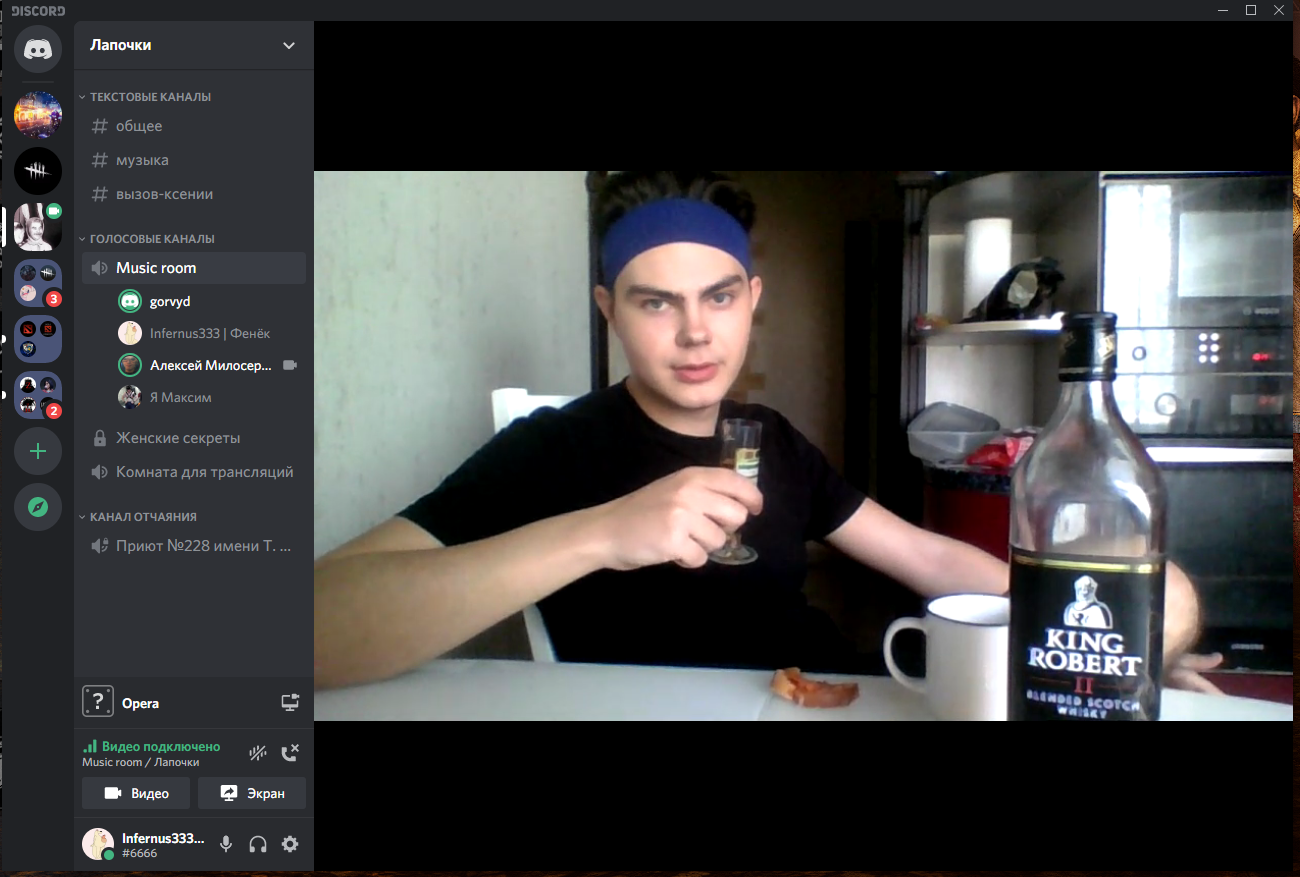 DISCORD
Лапочки
ТЕКСТОВЫЕ КАНАЛЫ
общее
музыка
вызов-ксении
ГОЛОСОВЫЕ КАНАЛЫ
Music room
gorvyd
Infernus333 | Фенёк
Алексей Милосер...
Я Максим
Женские секреты
Комната для трансляций
КАНАЛ ОТЧАЯНИЯ
Приют №228 имени Т. ...
3
2
?
Opera
Видео подключено
Music room / Лапочки
Видео
Экран
Infernus333...
#6666
KING
ROBERT
II
BLENDED SCOTCH
WHISKY